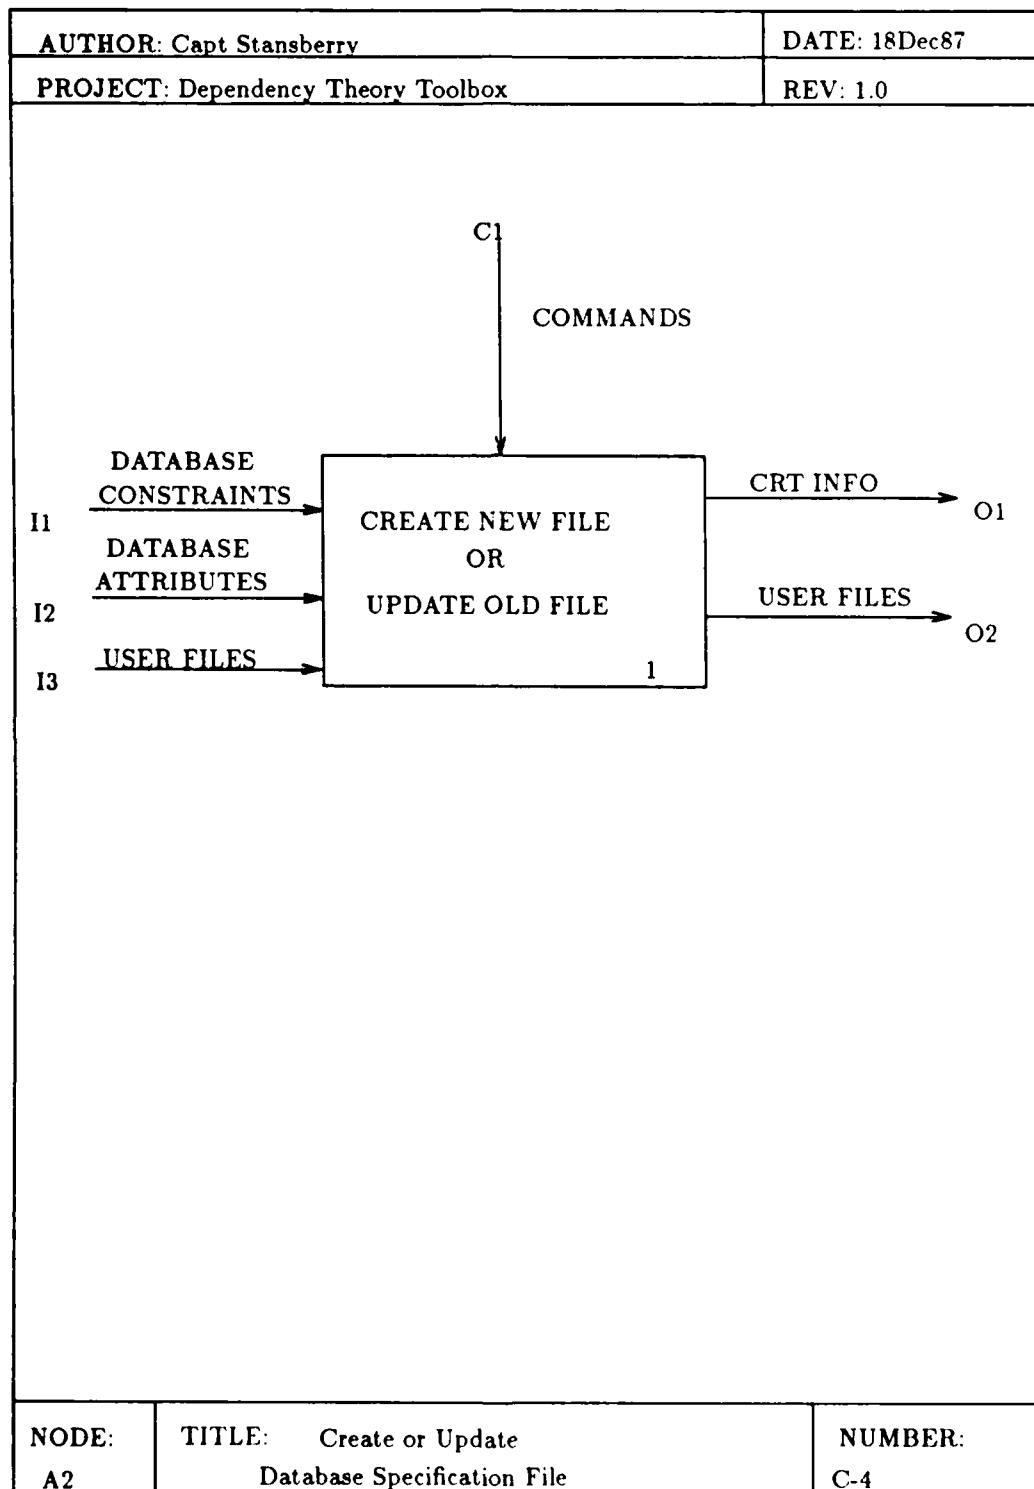 AUTHOR: Capt Stansberry
DATE: 18Dec87
PROJECT: Dependency Theory Toolbox
REV: 1.0
C1
COMMANDS
DATABASE
CONSTRAINTS
I1
DATABASE
ATTRIBUTES
I2
USER FILES
I3
CREATE NEW FILE
OR
UPDATE OLD FILE
1
CRT INFO
O1
USER FILES
O2
NODE:
A2
TITLE: Create or Update
Database Specification File
NUMBER:
C-4